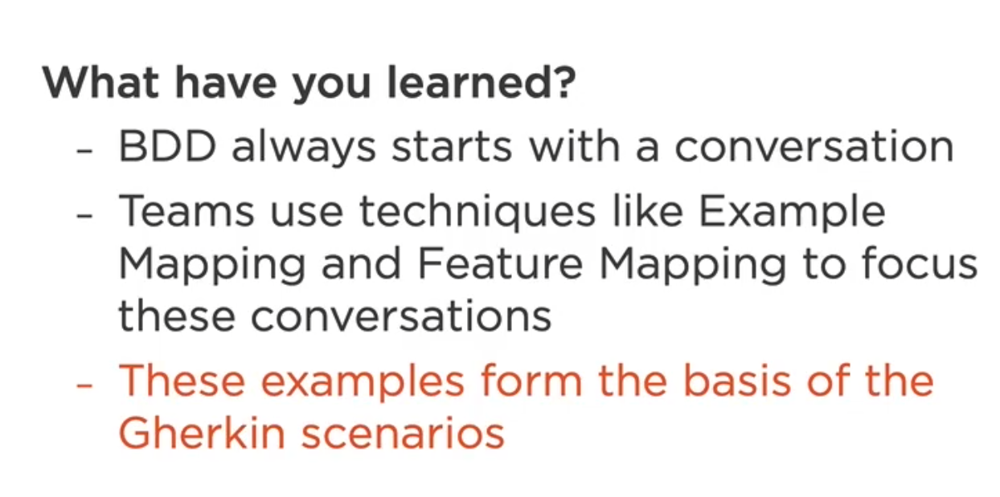 What have you learned?
– BDD always starts with a conversation
– Teams use techniques like Example
Mapping and Feature Mapping to focus
these conversations
– These examples form the basis of the
Gherkin scenarios